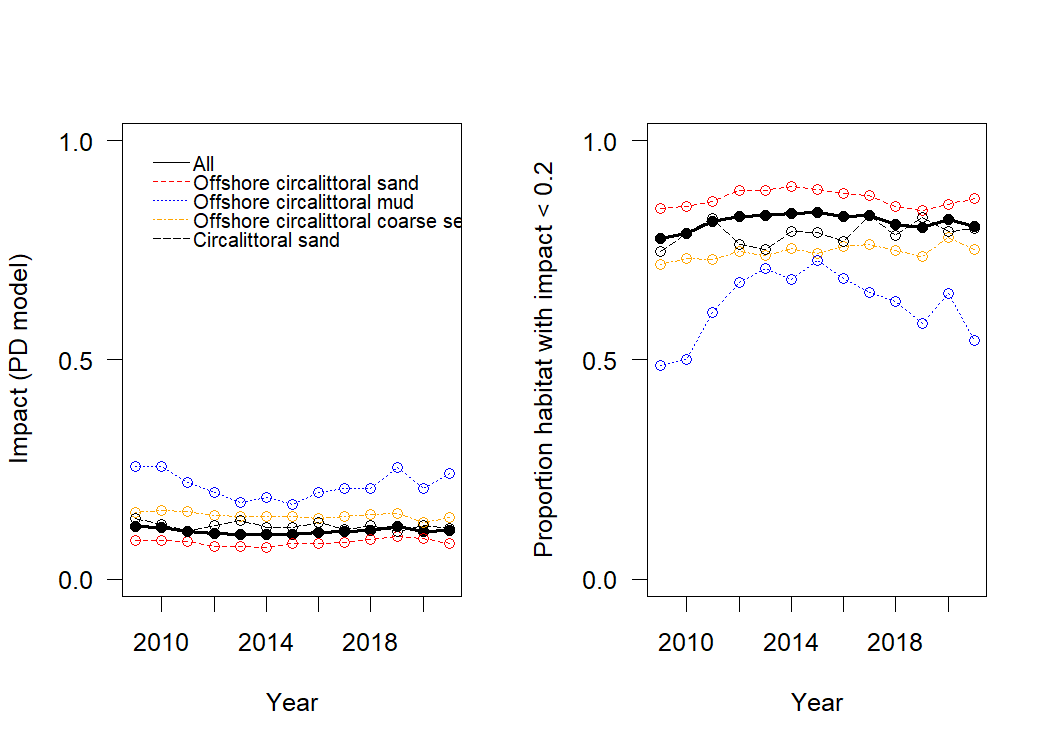 Impact (PD model)
1.0
0.5
0.0
All
Offshore circalittoral sand
Offshore circalittoral mud
Offshore circalittoral coarse se
Circalittoral sand
2010
2014
2018
Year
Proportion habitat with impact < 0.2
1.0
0.5
0.0
2010
2014
2018
Year